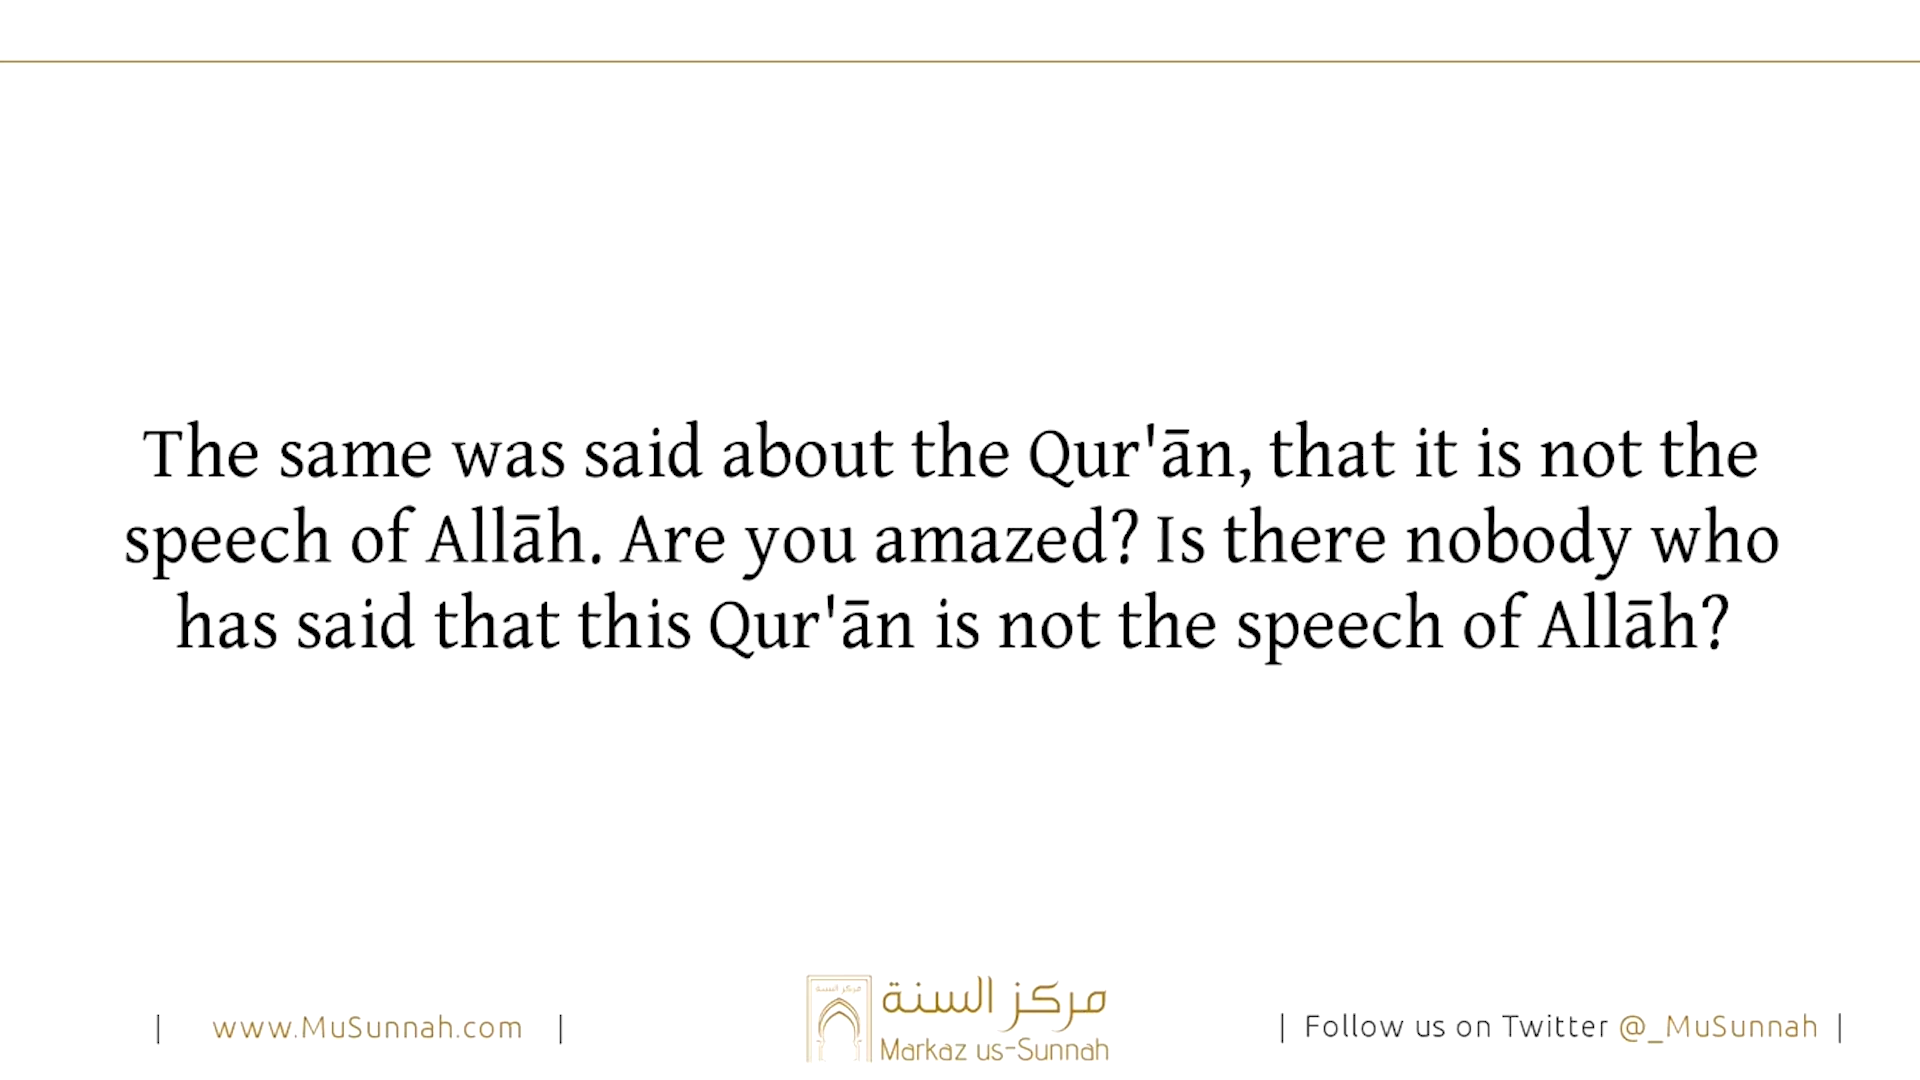 The same was said about the Qur'ān, that it is not the
speech of Allāh. Are you amazed? Is there nobody who
has said that this Qur'ān is not the speech of Allāh?
| www.MuSunnah.com |
مركز السنة
مركز السنة
Markaz us-Sunnah
| Follow us on Twitter @_MuSunnah |